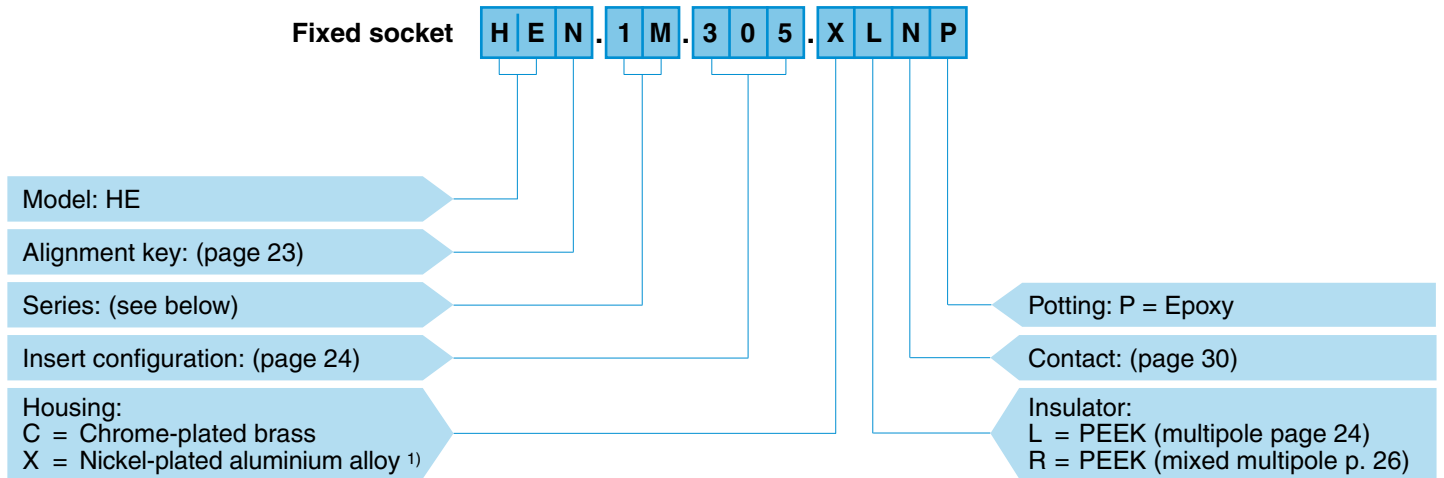 Fixed socket H E N . 1 M . 3 0 5 . X L N P
Model: HE
Alignment key: (page 23)
Series: (see below)
Insert configuration: (page 24)
Housing:
C = Chrome-plated brass
X = Nickel-plated aluminium alloy 1)
Potting: P = Epoxy
Contact: (page 30)
Insulator:
L = PEEK (multipole page 24)
R = PEEK (mixed multipole p. 26)